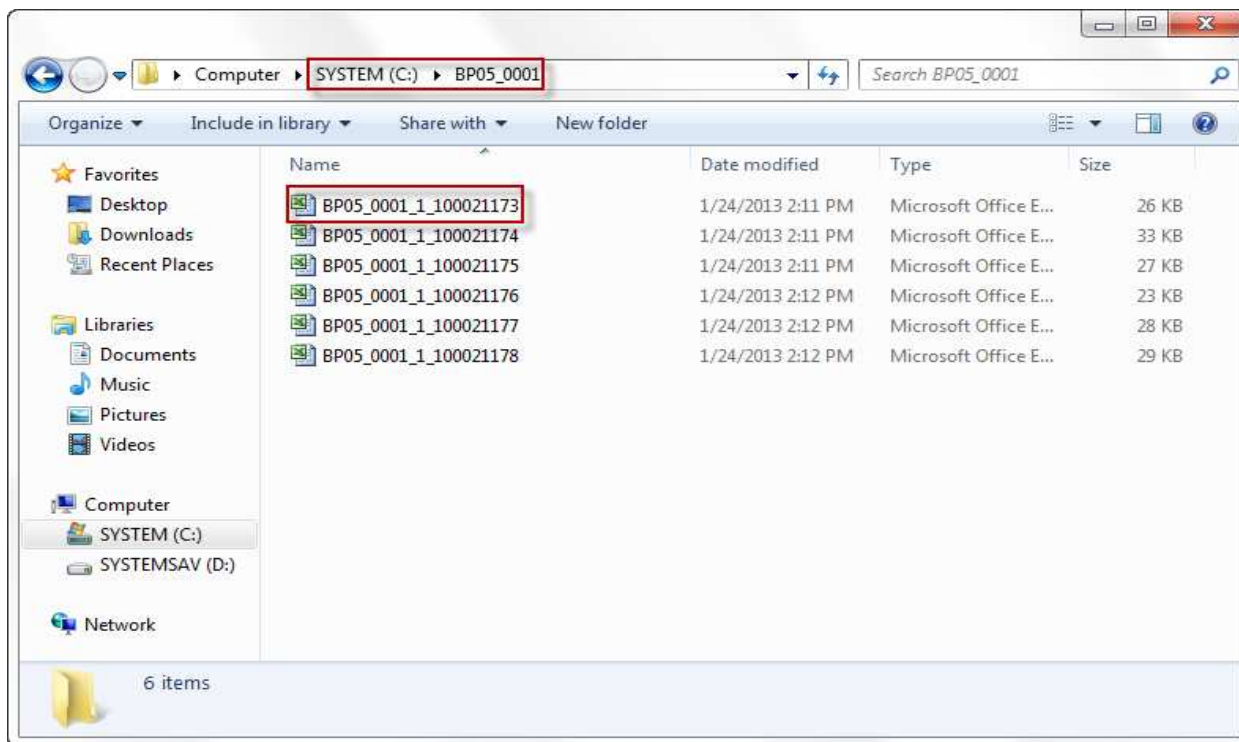 Computer SYSTEM (C:) BP05_0001 Search BP05_0001
Organize Include in library Share with New folder
Name Date modified Type Size
Favorites
Desktop
Downloads
Recent Places
Libraries
Documents
Music
Pictures
Videos
Computer
SYSTEM (C:)
SYSTEMSAV (D:)
Network
BP05_0001_1_100021173 1/24/2013 2:11 PM Microsoft Office E... 26 KB
BP05_0001_1_100021174 1/24/2013 2:11 PM Microsoft Office E... 33 KB
BP05_0001_1_100021175 1/24/2013 2:11 PM Microsoft Office E... 27 KB
BP05_0001_1_100021176 1/24/2013 2:12 PM Microsoft Office E... 23 KB
BP05_0001_1_100021177 1/24/2013 2:12 PM Microsoft Office E... 28 KB
BP05_0001_1_100021178 1/24/2013 2:12 PM Microsoft Office E... 29 KB
6 items